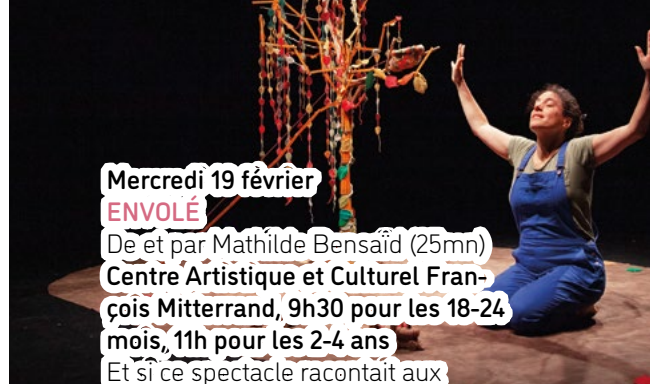 Mercredi 19 février
ENVOLÉ
De et par Mathilde Bensaïd (25mn)
Centre Artistique et Culturel Fran-
çois Mitterrand, 9h30 pour les 18-24
mois, 11h pour les 2-4 ans
Et si ce spectacle racontait aux